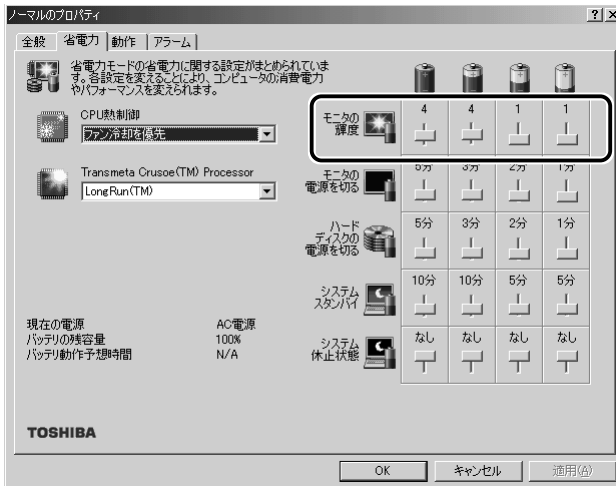 ノーマルのプロパティ
全般
省電力
動作
アラーム
省電力モードの省電力に関する設定がまとめられていま
す。各設定を変えることにより、コンピュータの消費電力
やパフォーマンスを変えられます。
CPU熱制御
ファン冷却を優先
Transmeta Crusoe(TM) Processor
LongRun(TM)
モニタの
輝度
4 4 1 1
モニタの
電源を切る
5分 3分 2分 1分
ハード
ディスクの
電源を切る
5分 3分 2分 1分
システム
スタンバイ
10分 10分 5分 5分
システム
休止状態
なし なし なし なし
現在の電源 AC電源
バッテリの残容量 100%
バッテリ動作予想時間 N/A
TOSHIBA
OK
キャンセル
適用(A)